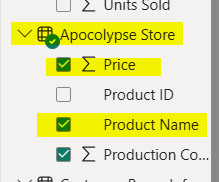 Units Sold
Apocolypse Store
Σ Price
Product ID
Product Name
Σ Production Co...